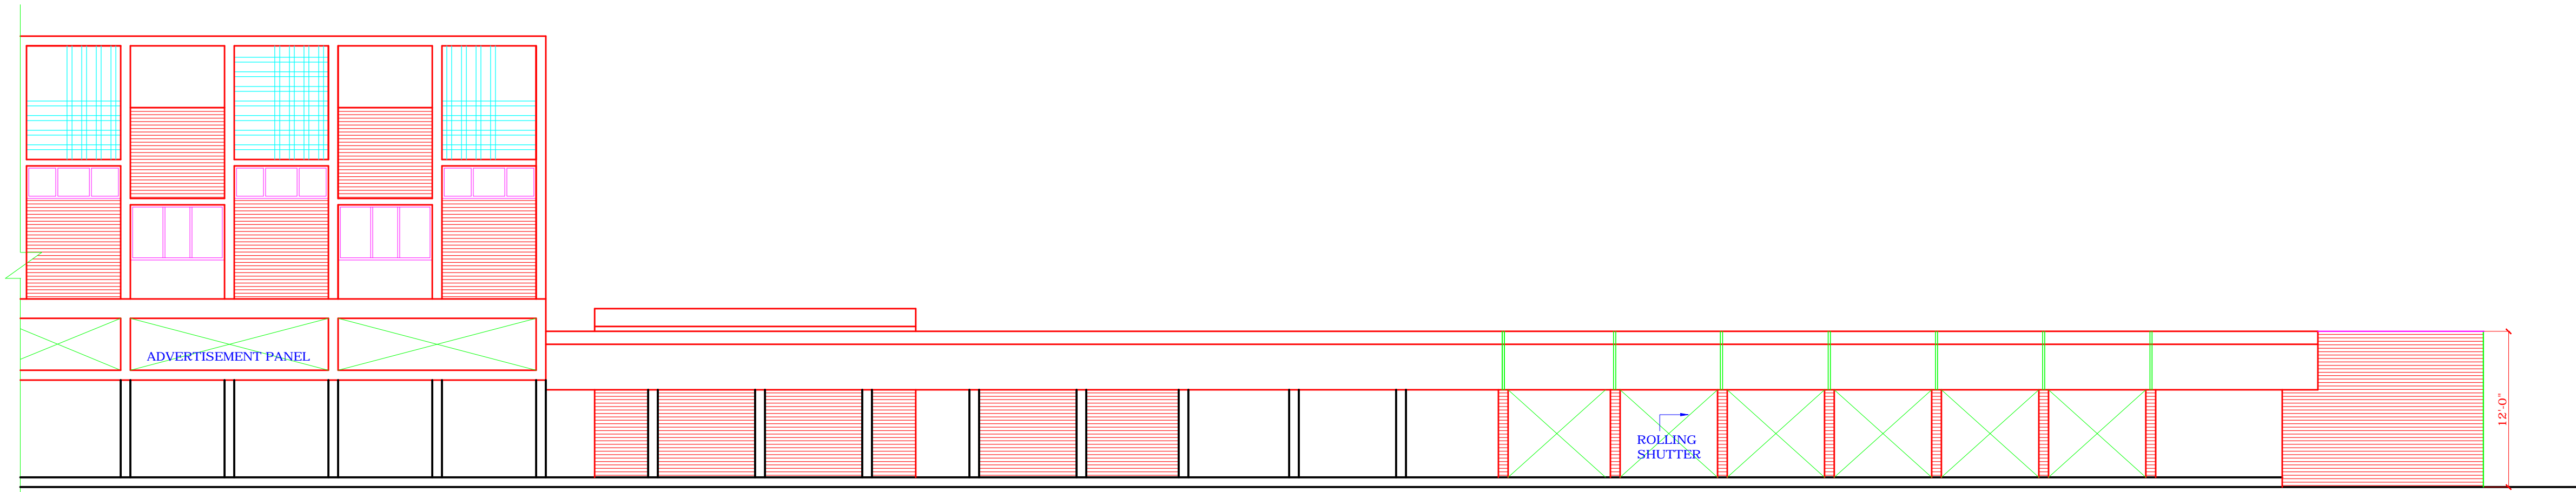 ADVERTISEMENT PANEL
ROLLING
SHUTTER
12'-0"